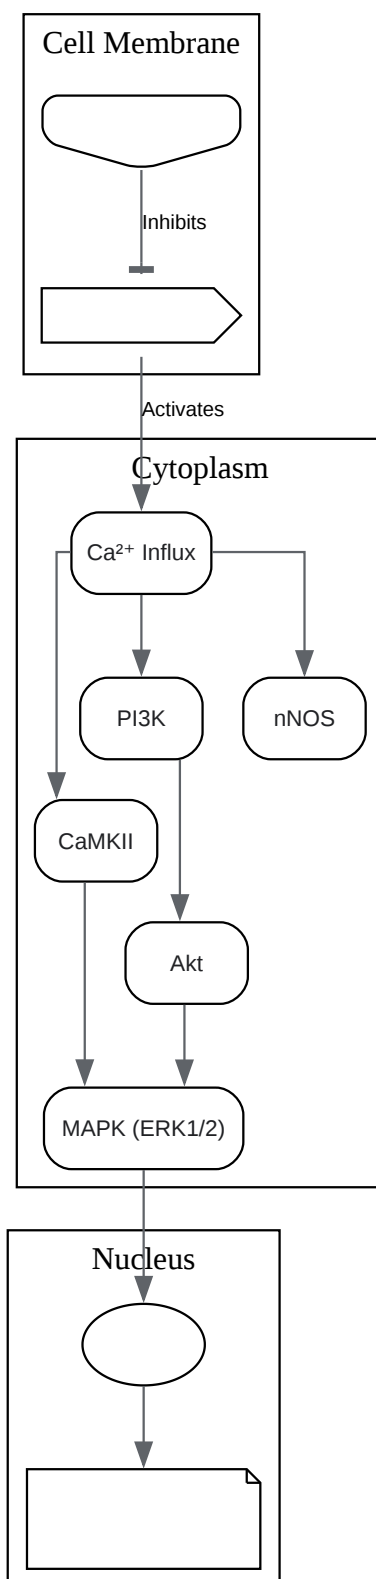 Cell Membrane
Inhibits
Activates
Cytoplasm
Ca²⁺ Influx
PI3K
nNOS
CaMKII
Akt
MAPK (ERK1/2)
Nucleus